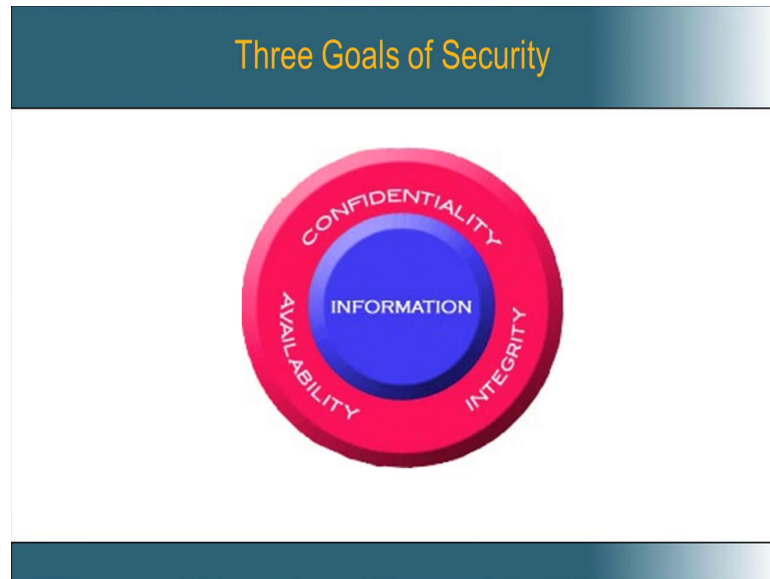 Three Goals of Security
CONFIDENTIALITY
INFORMATION
AVAILABILITY
INTEGRITY